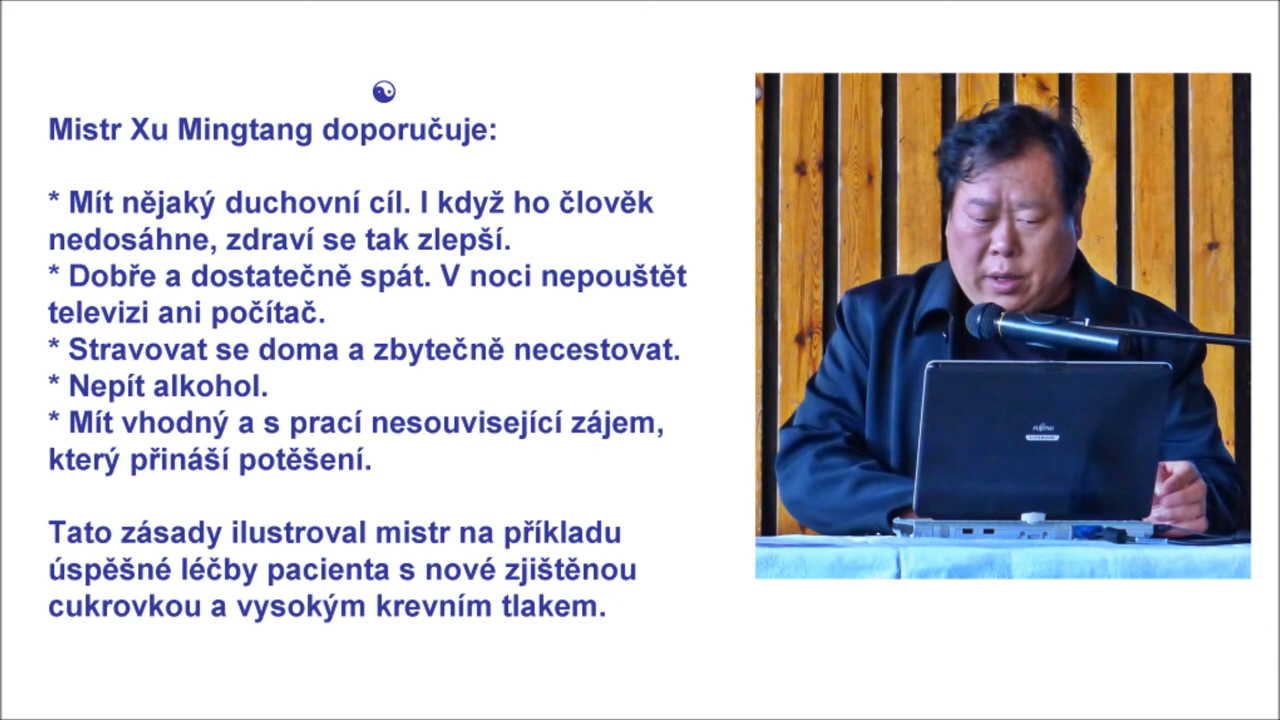 Mistr Xu Mingtang doporučuje:
* Mít nějaký duchovní cíl. I když ho člověk
nedosáhne, zdraví se tak zlepší.
* Dobře a dostatečně spát. V noci nepouštět
televizi ani počítač.
* Stravovat se doma a zbytečně necestovat.
* Nepít alkohol.
* Mít vhodný a s prací nesouvisející zájem,
který přináší potěšení.
Tato zásady ilustroval mistr na příkladu
úspěšné léčby pacienta s nové zjištěnou
cukrovkou a vysokým krevním tlakem.
FUJITSU
LIFEBOOK